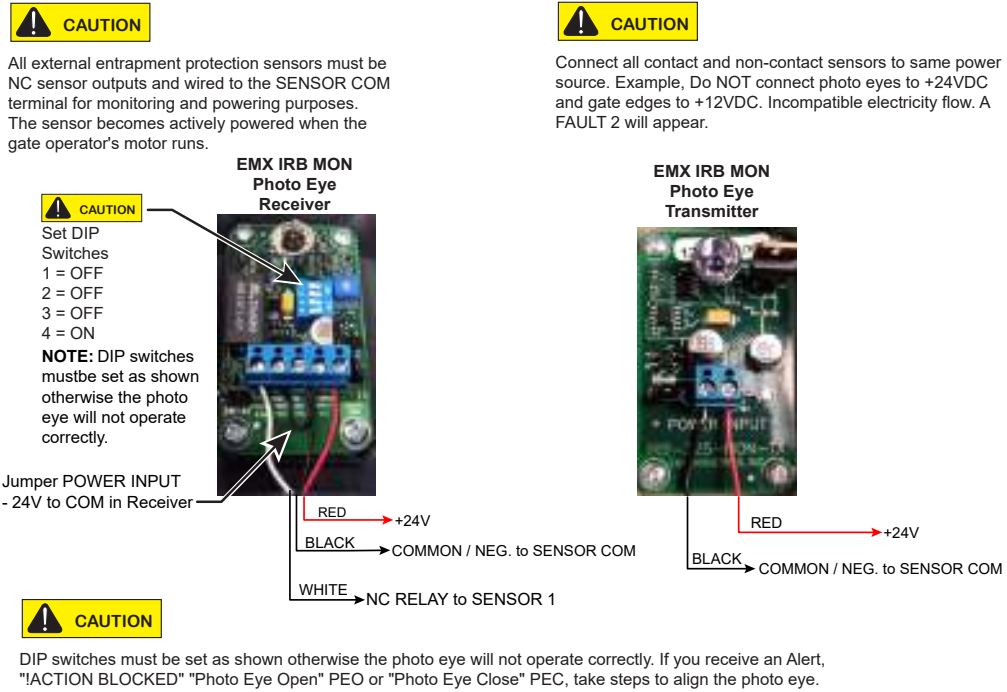 CAUTION
All external entrapment protection sensors must be
NC sensor outputs and wired to the SENSOR COM
terminal for monitoring and powering purposes.
The sensor becomes actively powered when the
gate operator's motor runs.
CAUTION
Connect all contact and non-contact sensors to same power
source. Example, Do NOT connect photo eyes to +24VDC
and gate edges to +12VDC. Incompatible electricity flow. A
FAULT 2 will appear.
EMX IRB MON
Photo Eye
Receiver
CAUTION
Set DIP
Switches
1 = OFF
2 = OFF
3 = OFF
4 = ON
NOTE: DIP switches
mustbe set as shown
otherwise the photo
eye will not operate
correctly.
Jumper POWER INPUT
- 24V to COM in Receiver
RED
+24V
BLACK
COMMON / NEG. to SENSOR COM
WHITE
NC RELAY to SENSOR 1
EMX IRB MON
Photo Eye
Transmitter
+ POWER INPUT
RED
+24V
BLACK
COMMON / NEG. to SENSOR COM
CAUTION
DIP switches must be set as shown otherwise the photo eye will not operate correctly. If you receive an Alert,
"!ACTION BLOCKED" "Photo Eye Open" PEO or "Photo Eye Close" PEC, take steps to align the photo eye.